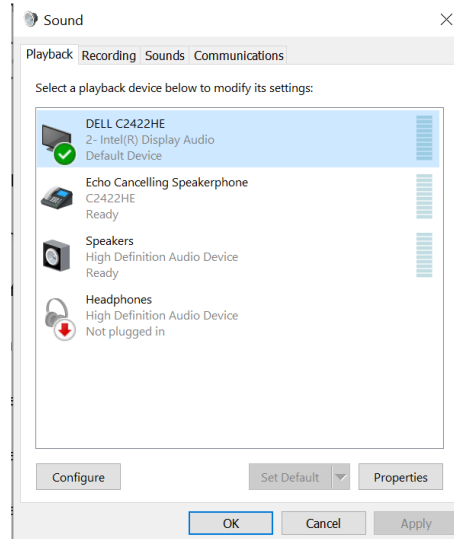 Sound
Playback Recording Sounds Communications
Select a playback device below to modify its settings:
DELL C2422HE
2- Intel(R) Display Audio
Default Device
Echo Cancelling Speakerphone
C2422HE
Ready
Speakers
High Definition Audio Device
Ready
Headphones
High Definition Audio Device
Not plugged in
Configure Set Default Properties
OK Cancel Apply